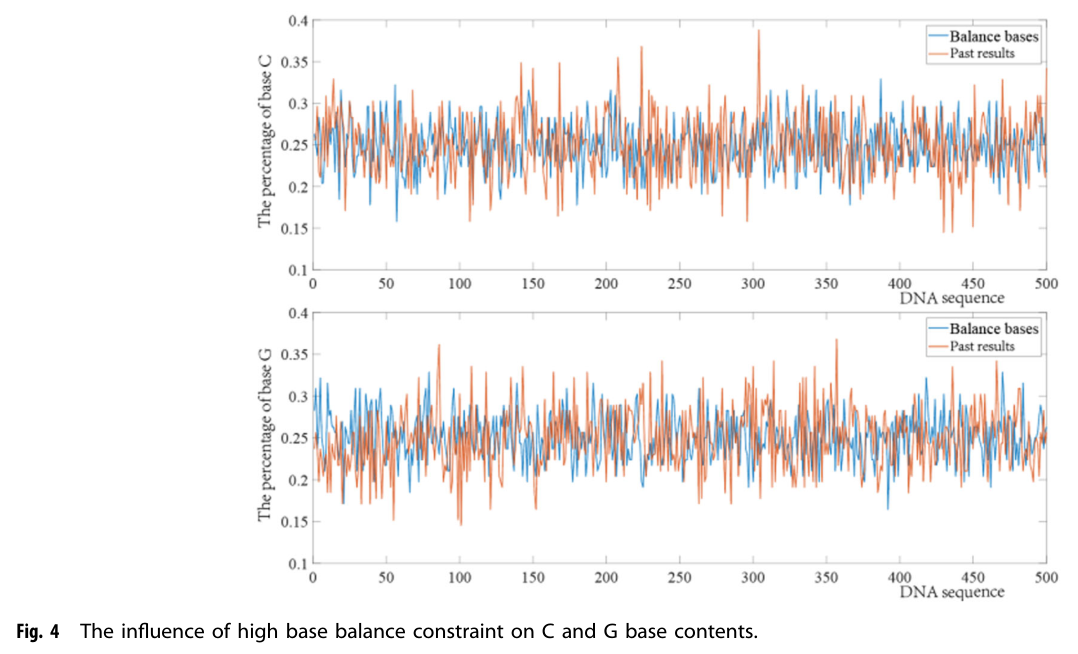 0.4
0.35
0.3
0.25
0.2
0.15
0.1
The percentage of base C
Balance bases
Past results
0 50 100 150 200 250 300 350 400 450 500
DNA sequence
0.4
0.35
0.3
0.25
0.2
0.15
0.1
The percentage of base G
Balance bases
Past results
0 50 100 150 200 250 300 350 400 450 500
DNA sequence
Fig. 4 The influence of high base balance constraint on C and G base contents.